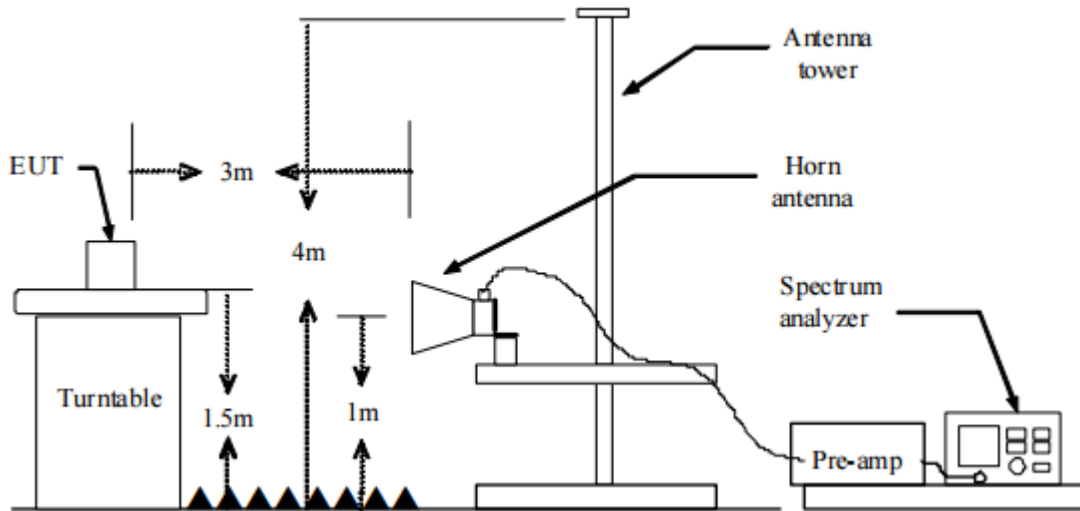 Antenna
tower
EUT
3m
Horn
antenna
4m
Spectrum
analyzer
Turntable
1.5m
1m
Pre-amp